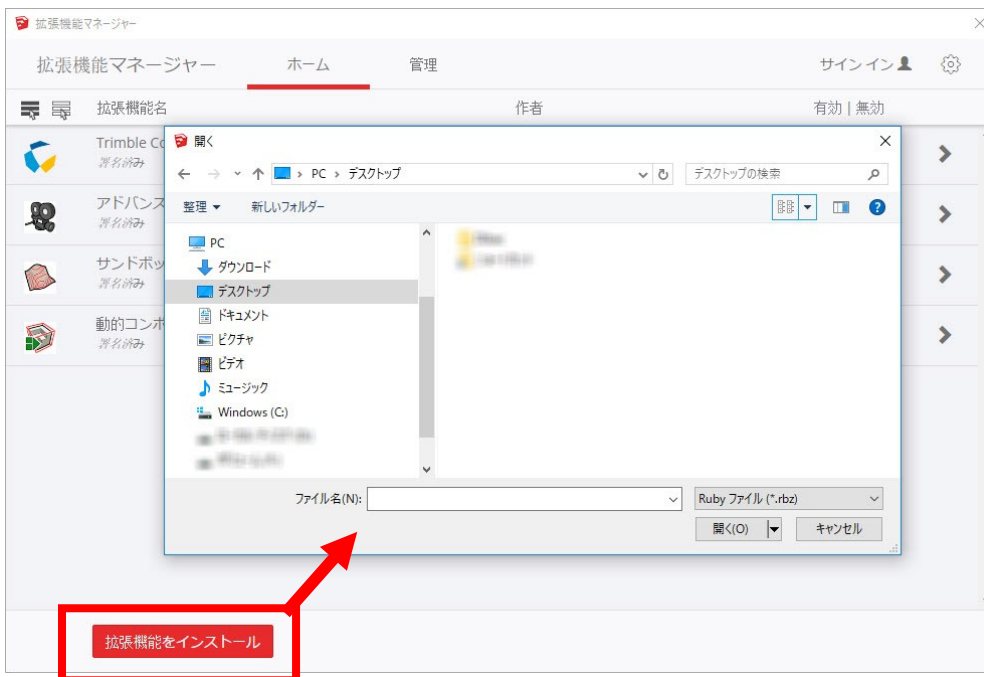 拡張機能マネージャー
拡張機能マネージャー ホーム 管理 サイン イン
拡張機能名 作者 有効 | 無効
Trimble Co
署名済み
アドバンス
署名済み
サンドボッ
署名済み
動的コンポ
署名済み
開く
PC › デスクトップ デスクトップの検索
整理 新しいフォルダー
PC
ダウンロード
デスクトップ
ドキュメント
ピクチャ
ビデオ
ミュージック
Windows (C:)
ファイル名(N): Ruby ファイル (*.rbz)
開く(O) キャンセル
拡張機能をインストール